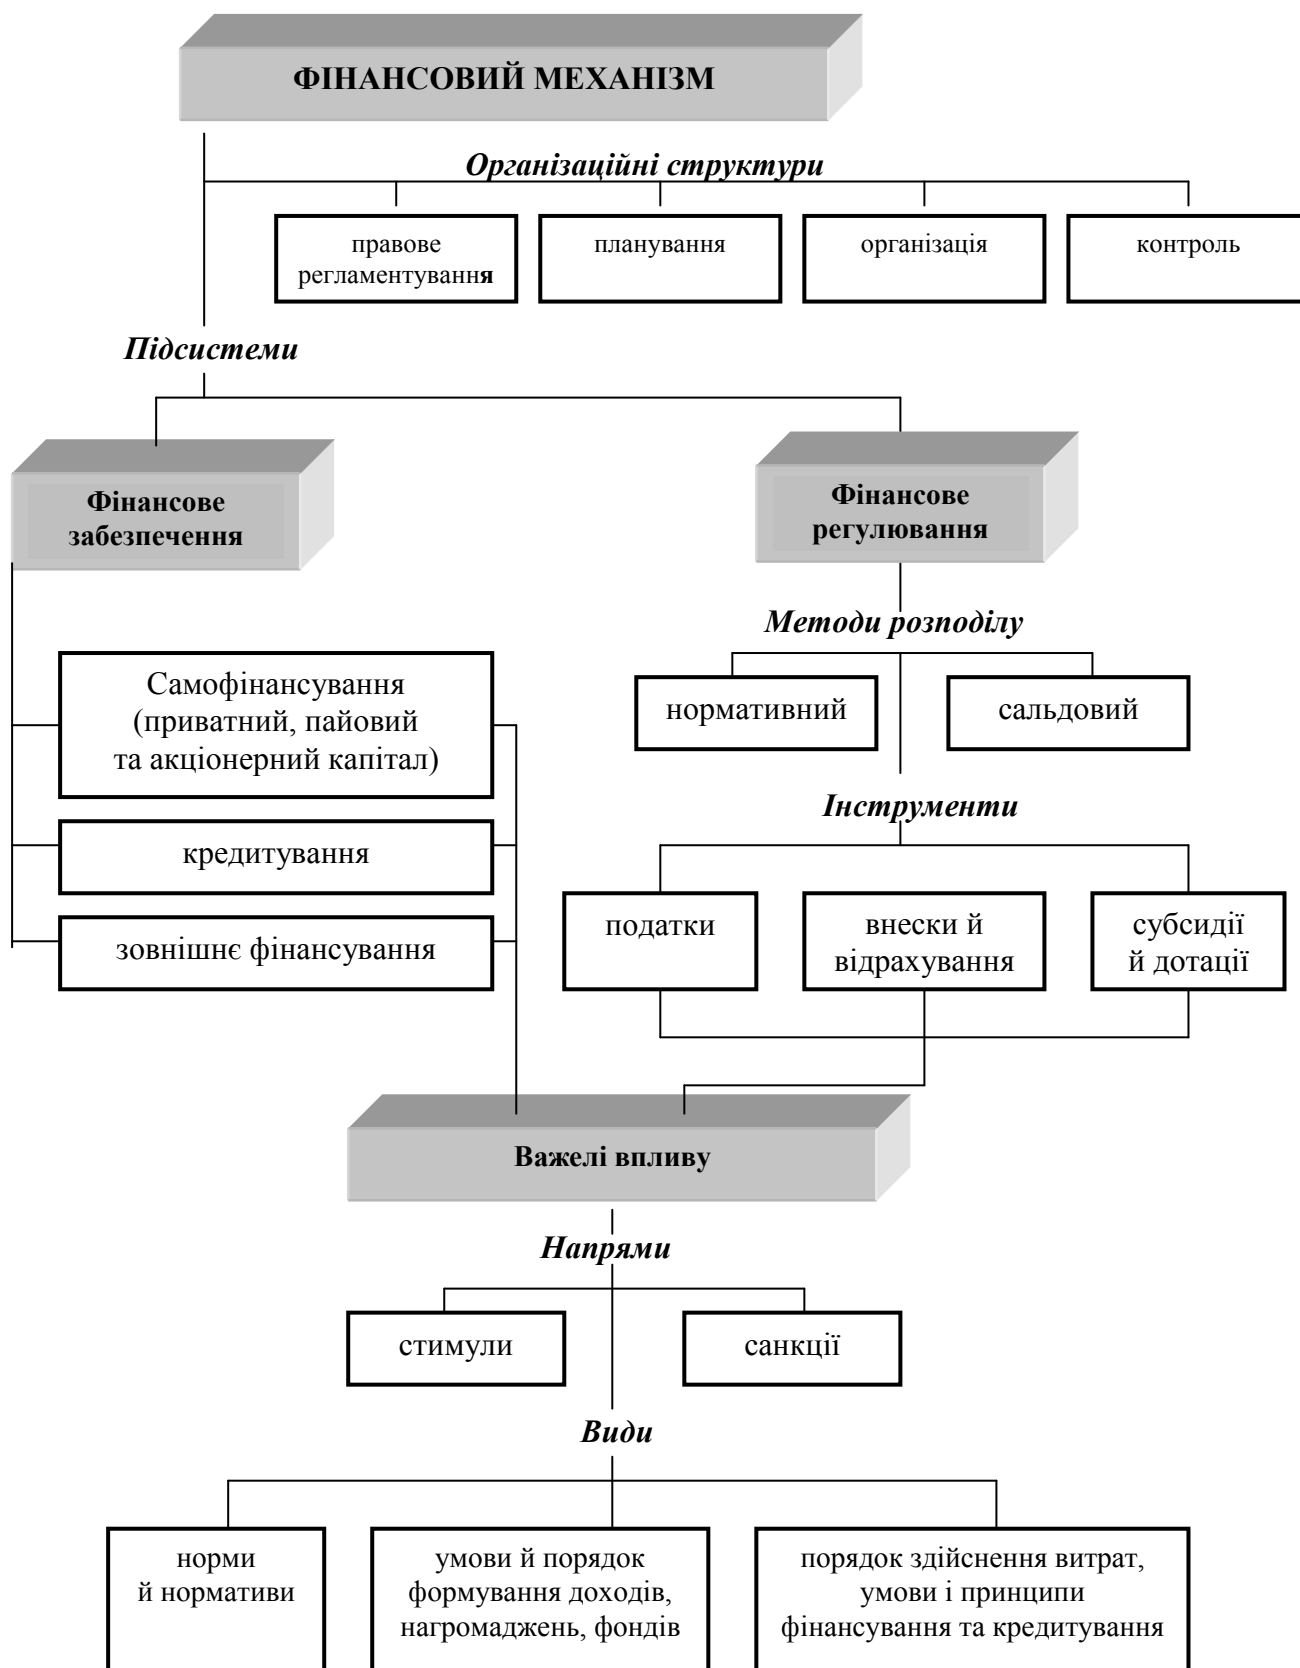 ФІНАНСОВИЙ МЕХАНІЗМ
Організаційні структури
правове
регламентування
планування
організація
контроль
Підсистеми
Фінансове
забезпечення
Фінансове
регулювання
Методи розподілу
Самофінансування
(приватний, пайовий
та акціонерний капітал)
нормативний
сальдовий
Інструменти
кредитування
зовнішнє фінансування
податки
внески й
відрахування
субсидії
й дотації
Важелі впливу
Напрями
стимули
санкції
Види
норми
й нормативи
умови й порядок
формування доходів,
нагромаджень, фондів
порядок здійснення витрат,
умови і принципи
фінансування та кредитування